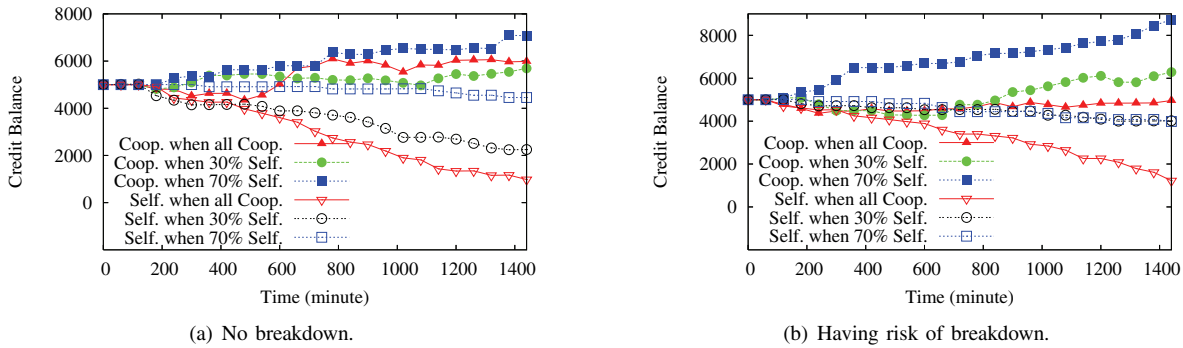 8000
6000
4000
2000
0
Credit Balance
Coop. when all Coop.
Coop. when 30% Self.
Coop. when 70% Self.
Self. when all Coop.
Self. when 30% Self.
Self. when 70% Self.
0 200 400 600 800 1000 1200 1400
Time (minute)
(a) No breakdown.
8000
6000
4000
2000
0
Credit Balance
Coop. when all Coop.
Coop. when 30% Self.
Coop. when 70% Self.
Self. when all Coop.
Self. when 30% Self.
Self. when 70% Self.
0 200 400 600 800 1000 1200 1400
Time (minute)
(b) Having risk of breakdown.